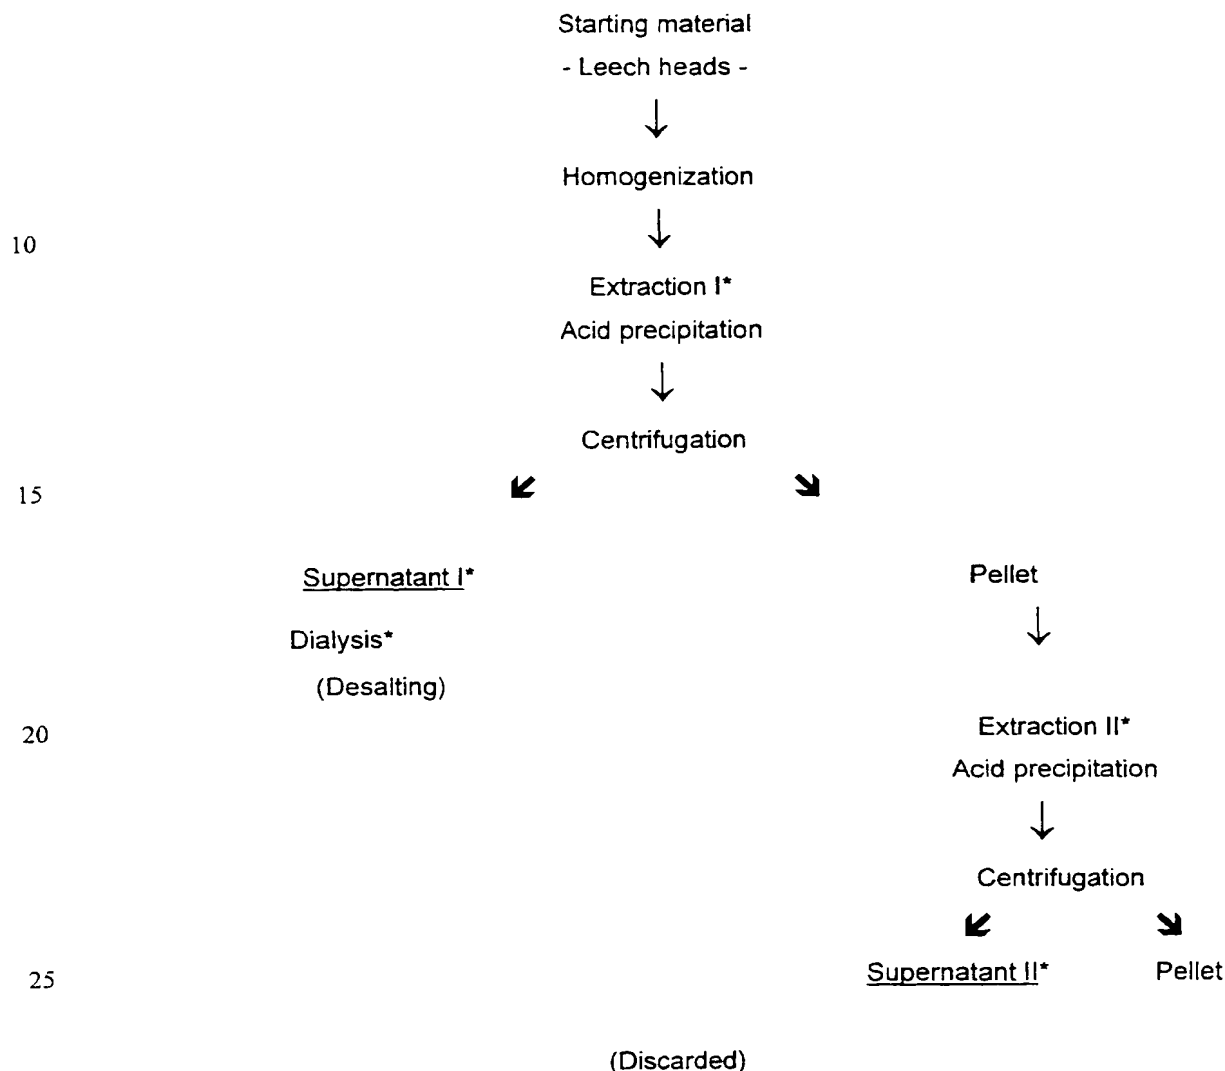 Starting material
- Leech heads -
↓
Homogenization
↓
10
Extraction I*
Acid precipitation
↓
Centrifugation
15
Supernatant I*
Pellet
Dialysis*
↓
(Desalting)
20
Extraction II*
Acid precipitation
↓
Centrifugation
25
Supernatant II*
Pellet
(Discarded)